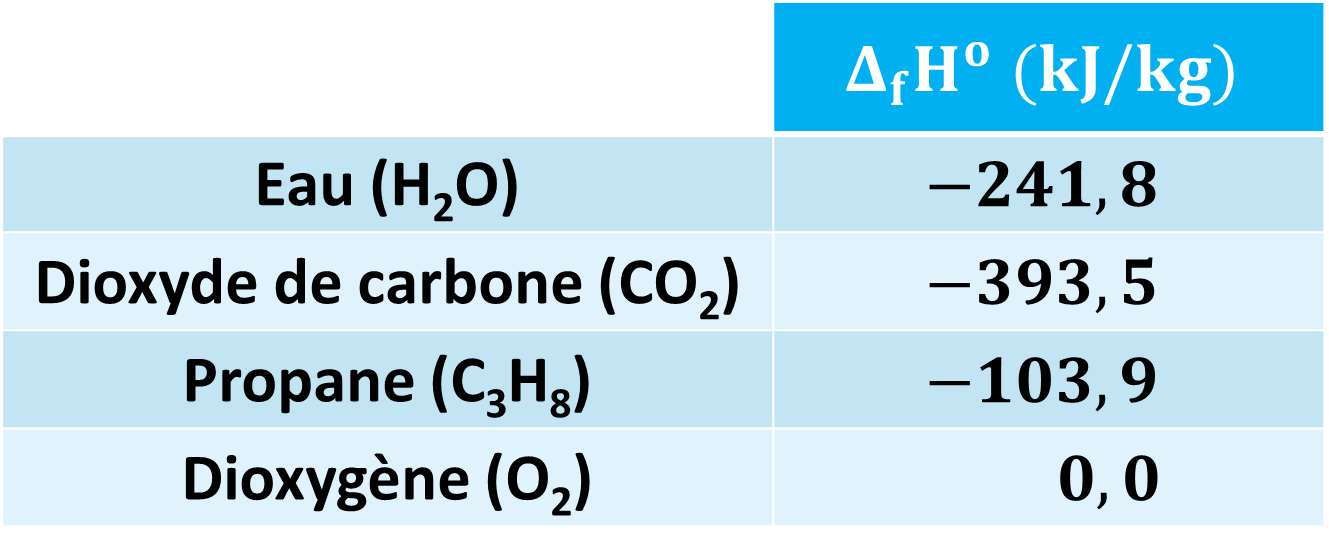 ΔfH° (kJ/kg)
Eau (H₂O) −241,8
Dioxyde de carbone (CO₂) −393,5
Propane (C₃H₈) −103,9
Dioxygène (O₂) 0,0